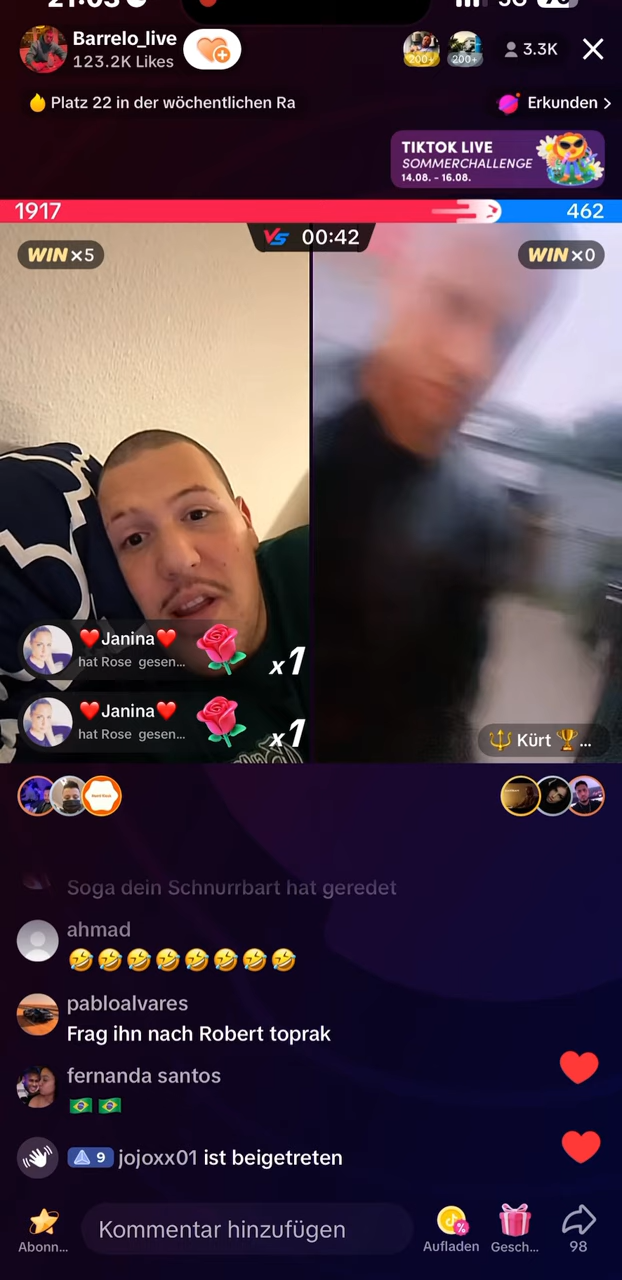 Barrelo_live
123.2K Likes
200+
200+
3.3K
Platz 22 in der wöchentlichen Ra
Erkunden >
TIKTOK LIVE
SOMMERCHALLENGE
14.08. - 16.08.
1917
462
VS 00:42
WIN x5
WIN x0
Janina
hat Rose gesen...
x1
Janina
hat Rose gesen...
x1
Kürt 🏆...
Soga dein Schnurrbart hat geredet
ahmad
🤣🤣🤣🤣🤣🤣🤣🤣
pabloalvares
Frag ihn nach Robert toprak
fernanda santos
🇧🇷🇧🇷
9 jojoxx01 ist beigetreten
Abonn...
Kommentar hinzufügen
Aufladen
Gesch...
98